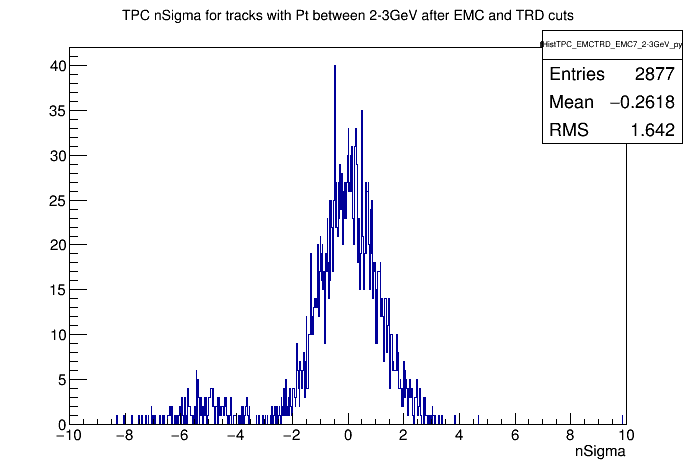 TPC nSigma for tracks with Pt between 2-3GeV after EMC and TRD cuts
HistTPC_EMCTRD_EMC7_2-3GeV_py
Entries 2877
Mean −0.2618
RMS 1.642
40
35
30
25
20
15
10
5
0
−10 −8 −6 −4 −2 0 2 4 6 8 10
nSigma